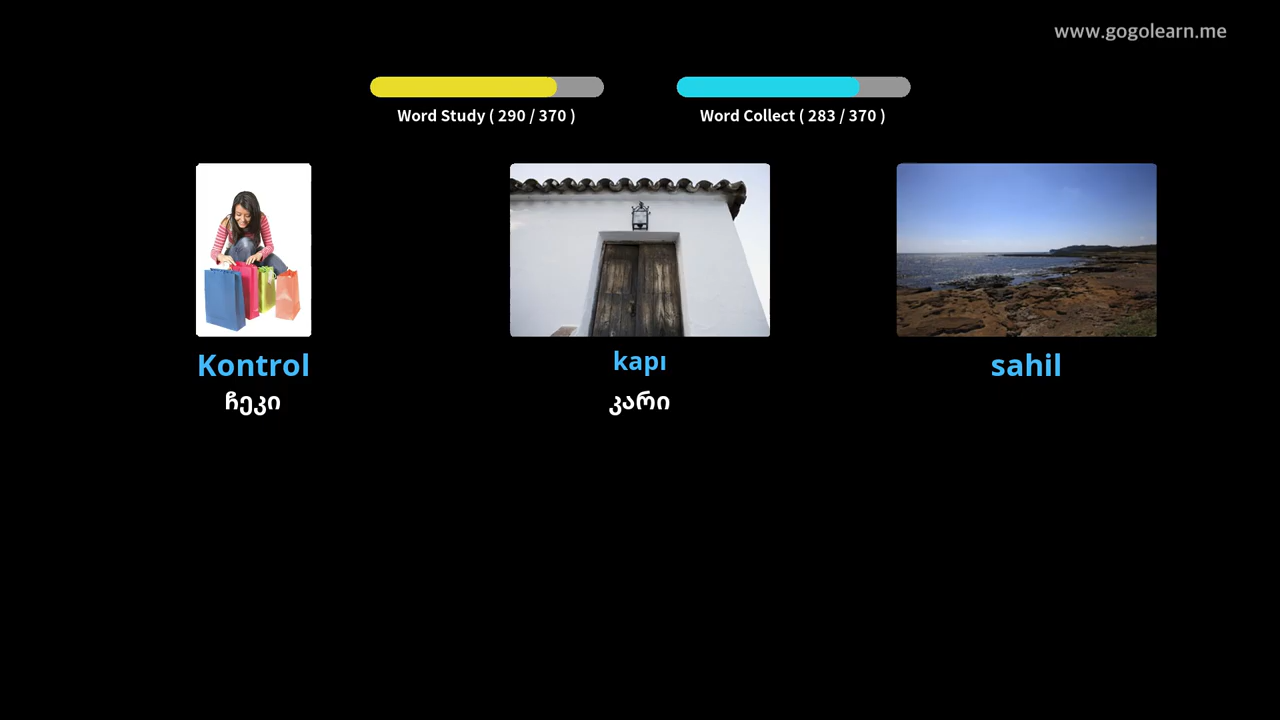 www.gogolearn.me
Word Study ( 290 / 370 )
Word Collect ( 283 / 370 )
Kontrol
ჩეკი
kapı
კარი
sahil